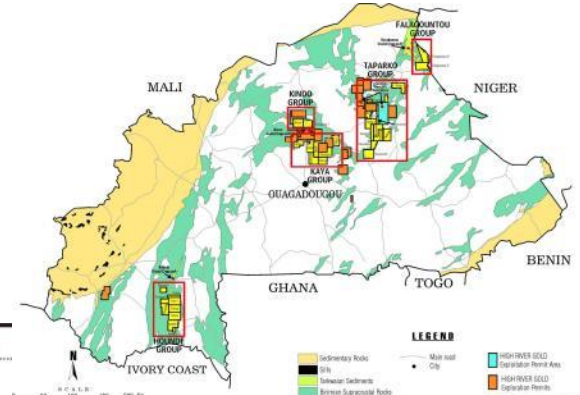 FALAGOUNTOU
GROUP
TAPARKO
GROUP
MALI
NIGER
KINDO
GROUP
KAYA
GROUP
OUAGADOUGOU
BENIN
GHANA
TOGO
HOUNDE
GROUP
IVORY COAST
N
SCALE
LEGEND
Sedimentary Rocks
Sills
Tarkwaian Sediments
Birimian Supracrustal Rocks
Main road
City
HIGH RIVER GOLD
Exploitation Permit Area
HIGH RIVER GOLD
Exploration Permits